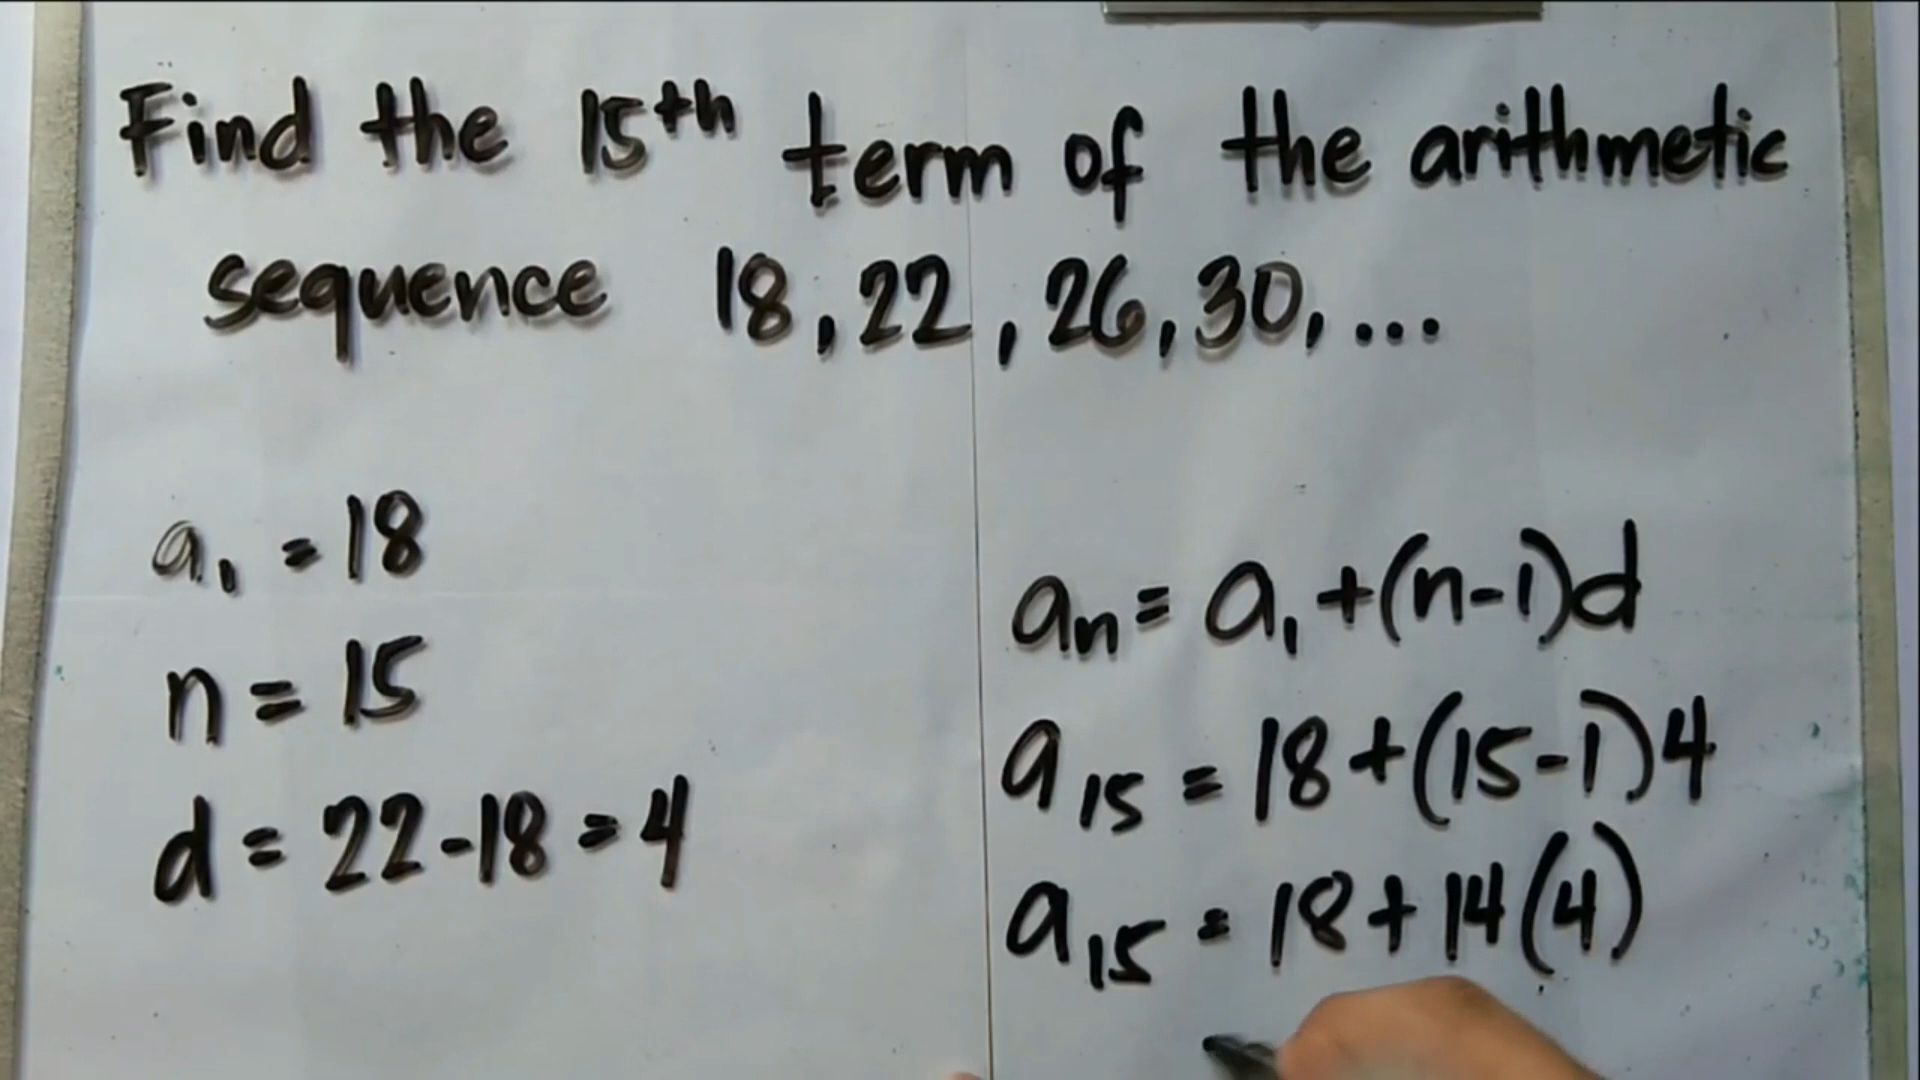 Find the 15th term of the arithmetic
sequence 18, 22, 26, 30, ...
a₁ = 18
n = 15
d = 22 - 18 = 4
aₙ = a₁ + (n-1)d
a₁₅ = 18 + (15-1)4
a₁₅ = 18 + 14(4)